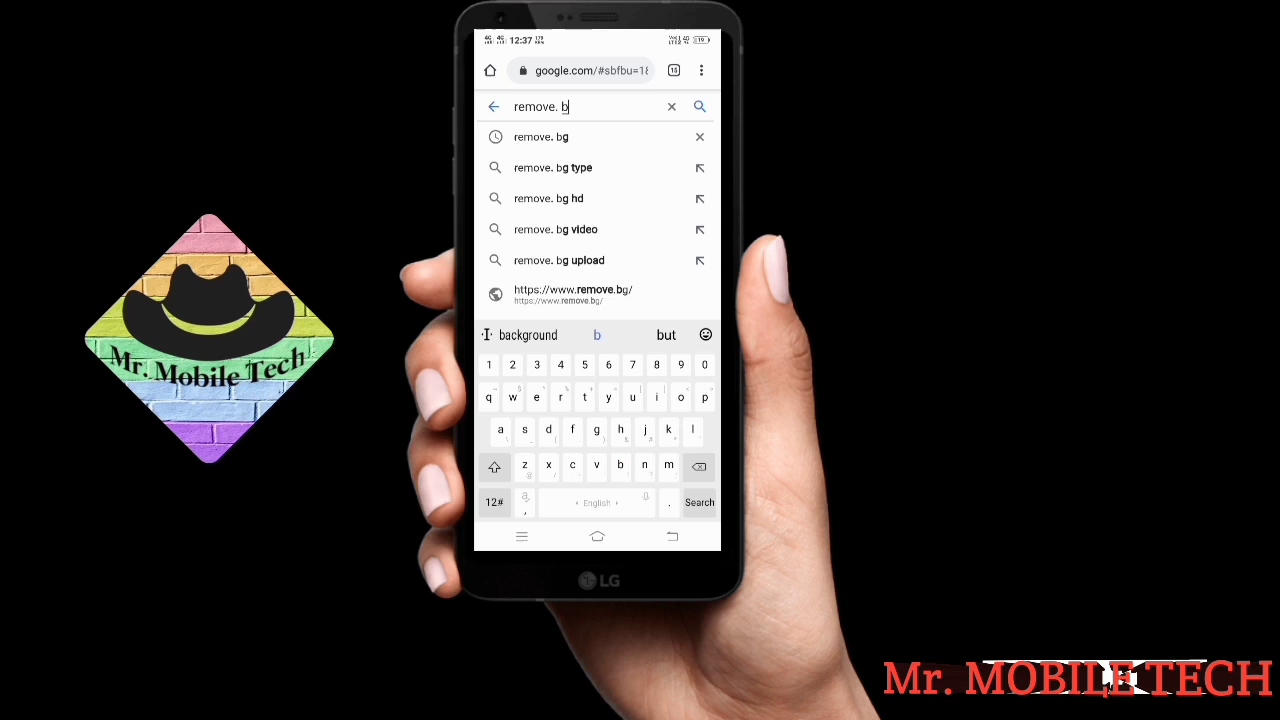 12:37
google.com/#sbfbu=1
remove. b
remove. bg
remove. bg type
remove. bg hd
remove. bg video
remove. bg upload
https://www.remove.bg/
https://www.remove.bg/
background b but
1 2 3 4 5 6 7 8 9 0
q w e r t y u i o p
a s d f g h j k l
z x c v b n m
12# , English . Search
LG
Mr. Mobile Tech
Mr. MOBILE TECH